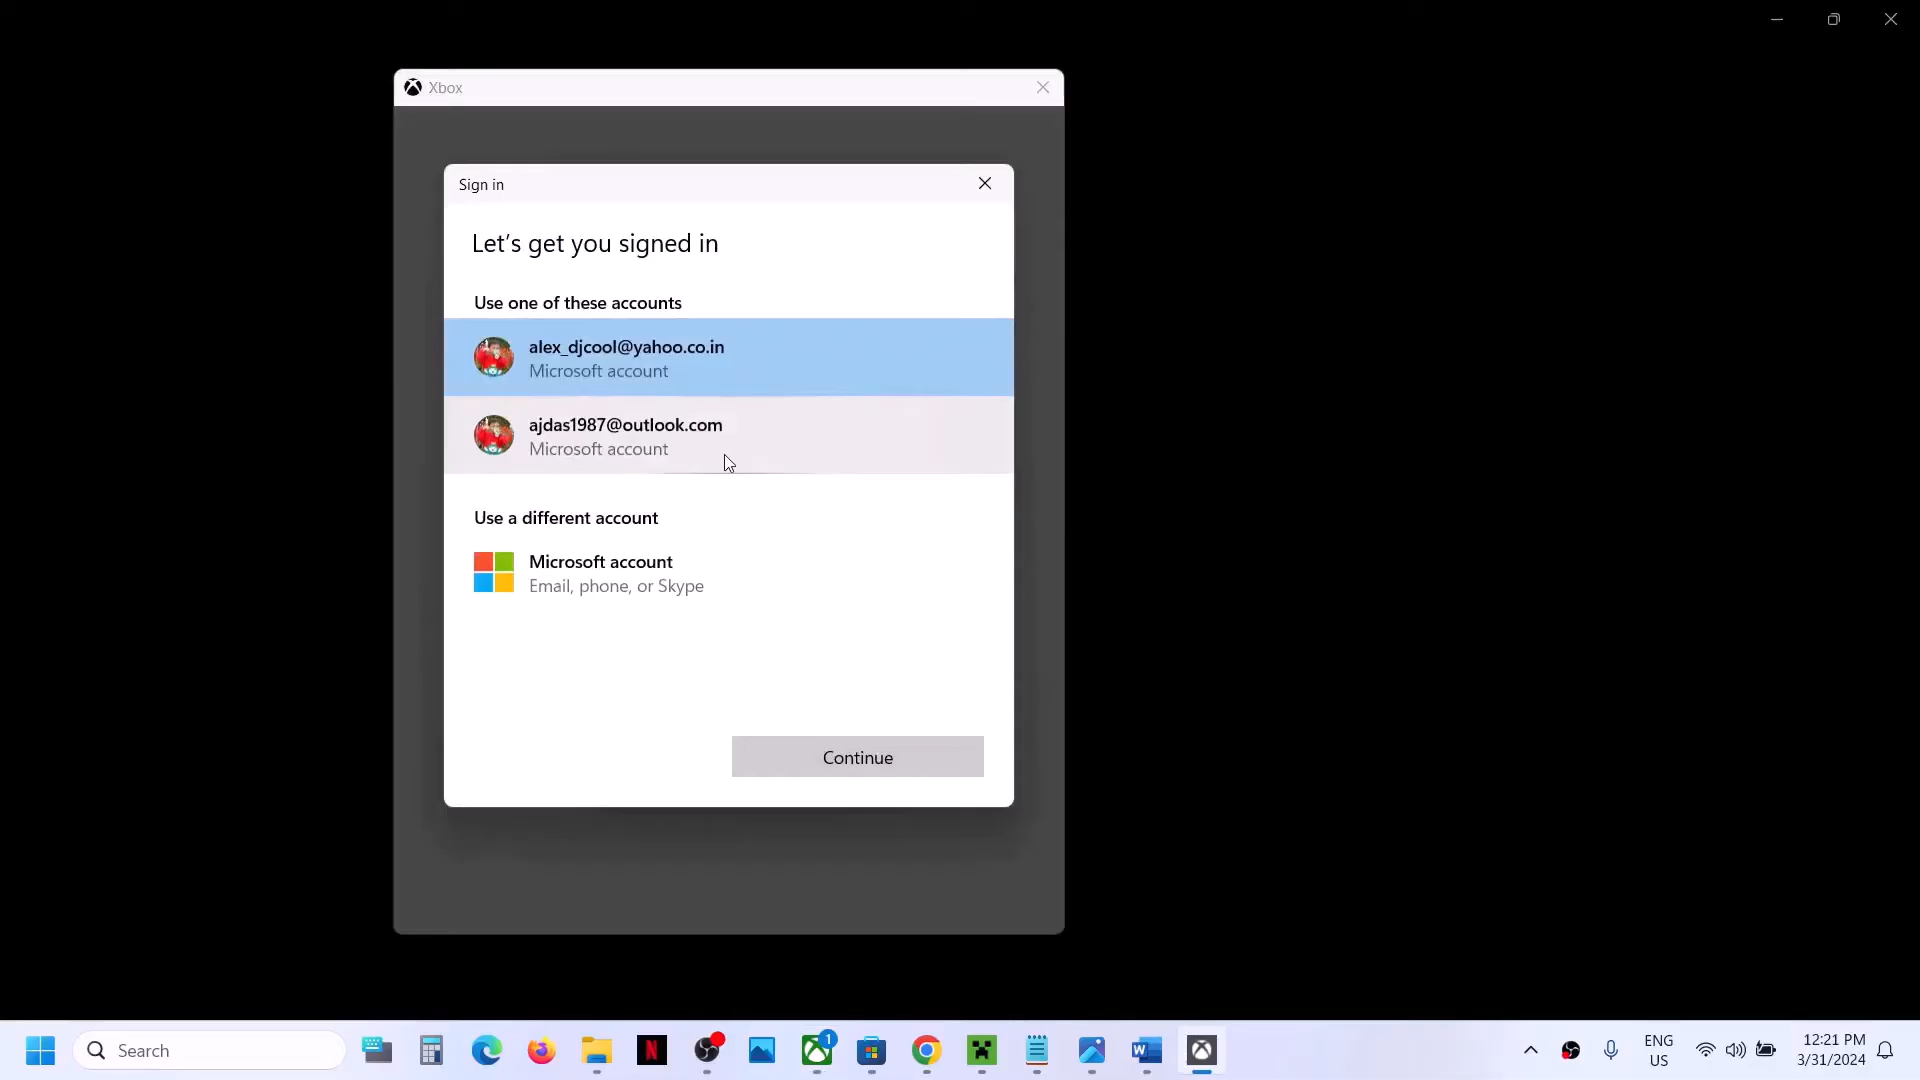 Xbox
Sign in
Let's get you signed in
Use one of these accounts
alex_djcool@yahoo.co.in
Microsoft account
ajdas1987@outlook.com
Microsoft account
Use a different account
Microsoft account
Email, phone, or Skype
Continue
Search
N
1
W
ENG
US
12:21 PM
3/31/2024